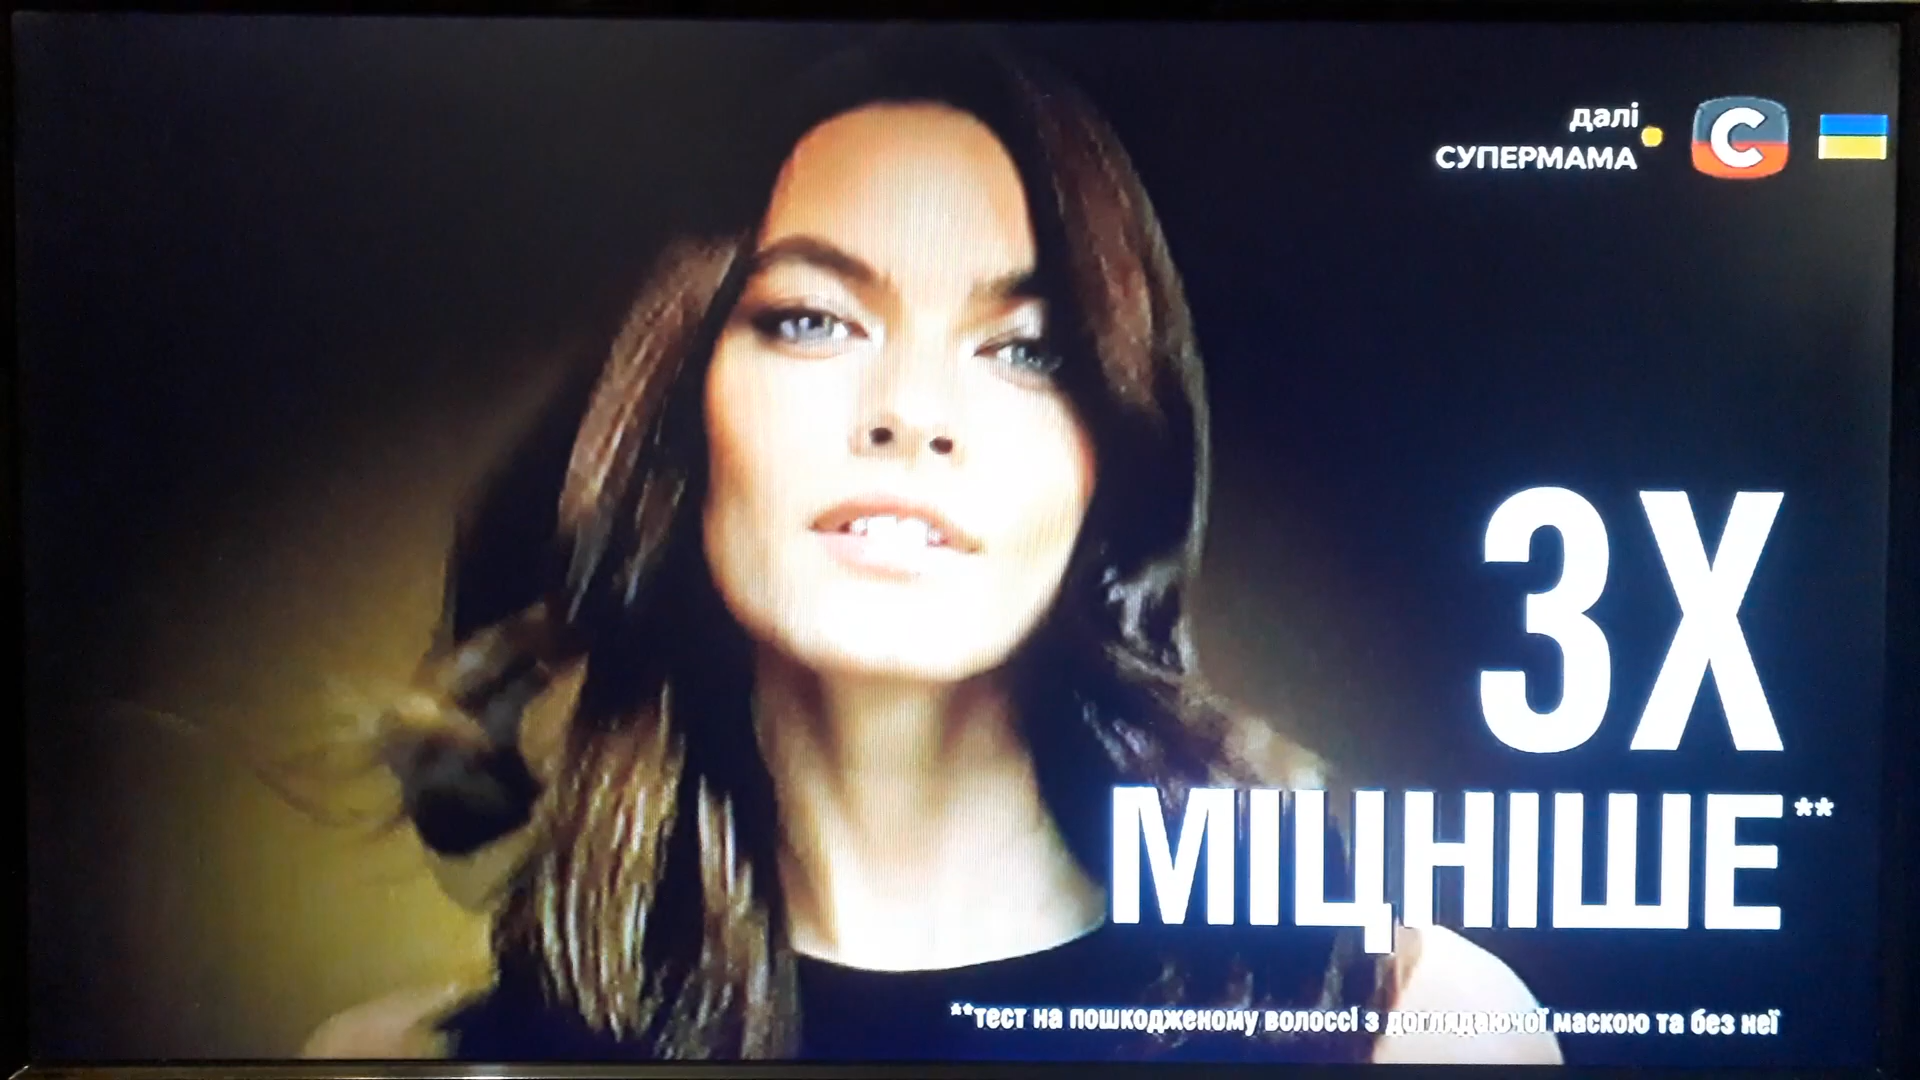 далі
СУПЕРМАМА
С
3X
МІЦНІШЕ**
**тест на пошкодженому волоссі з доглядаючої маскою та без неї